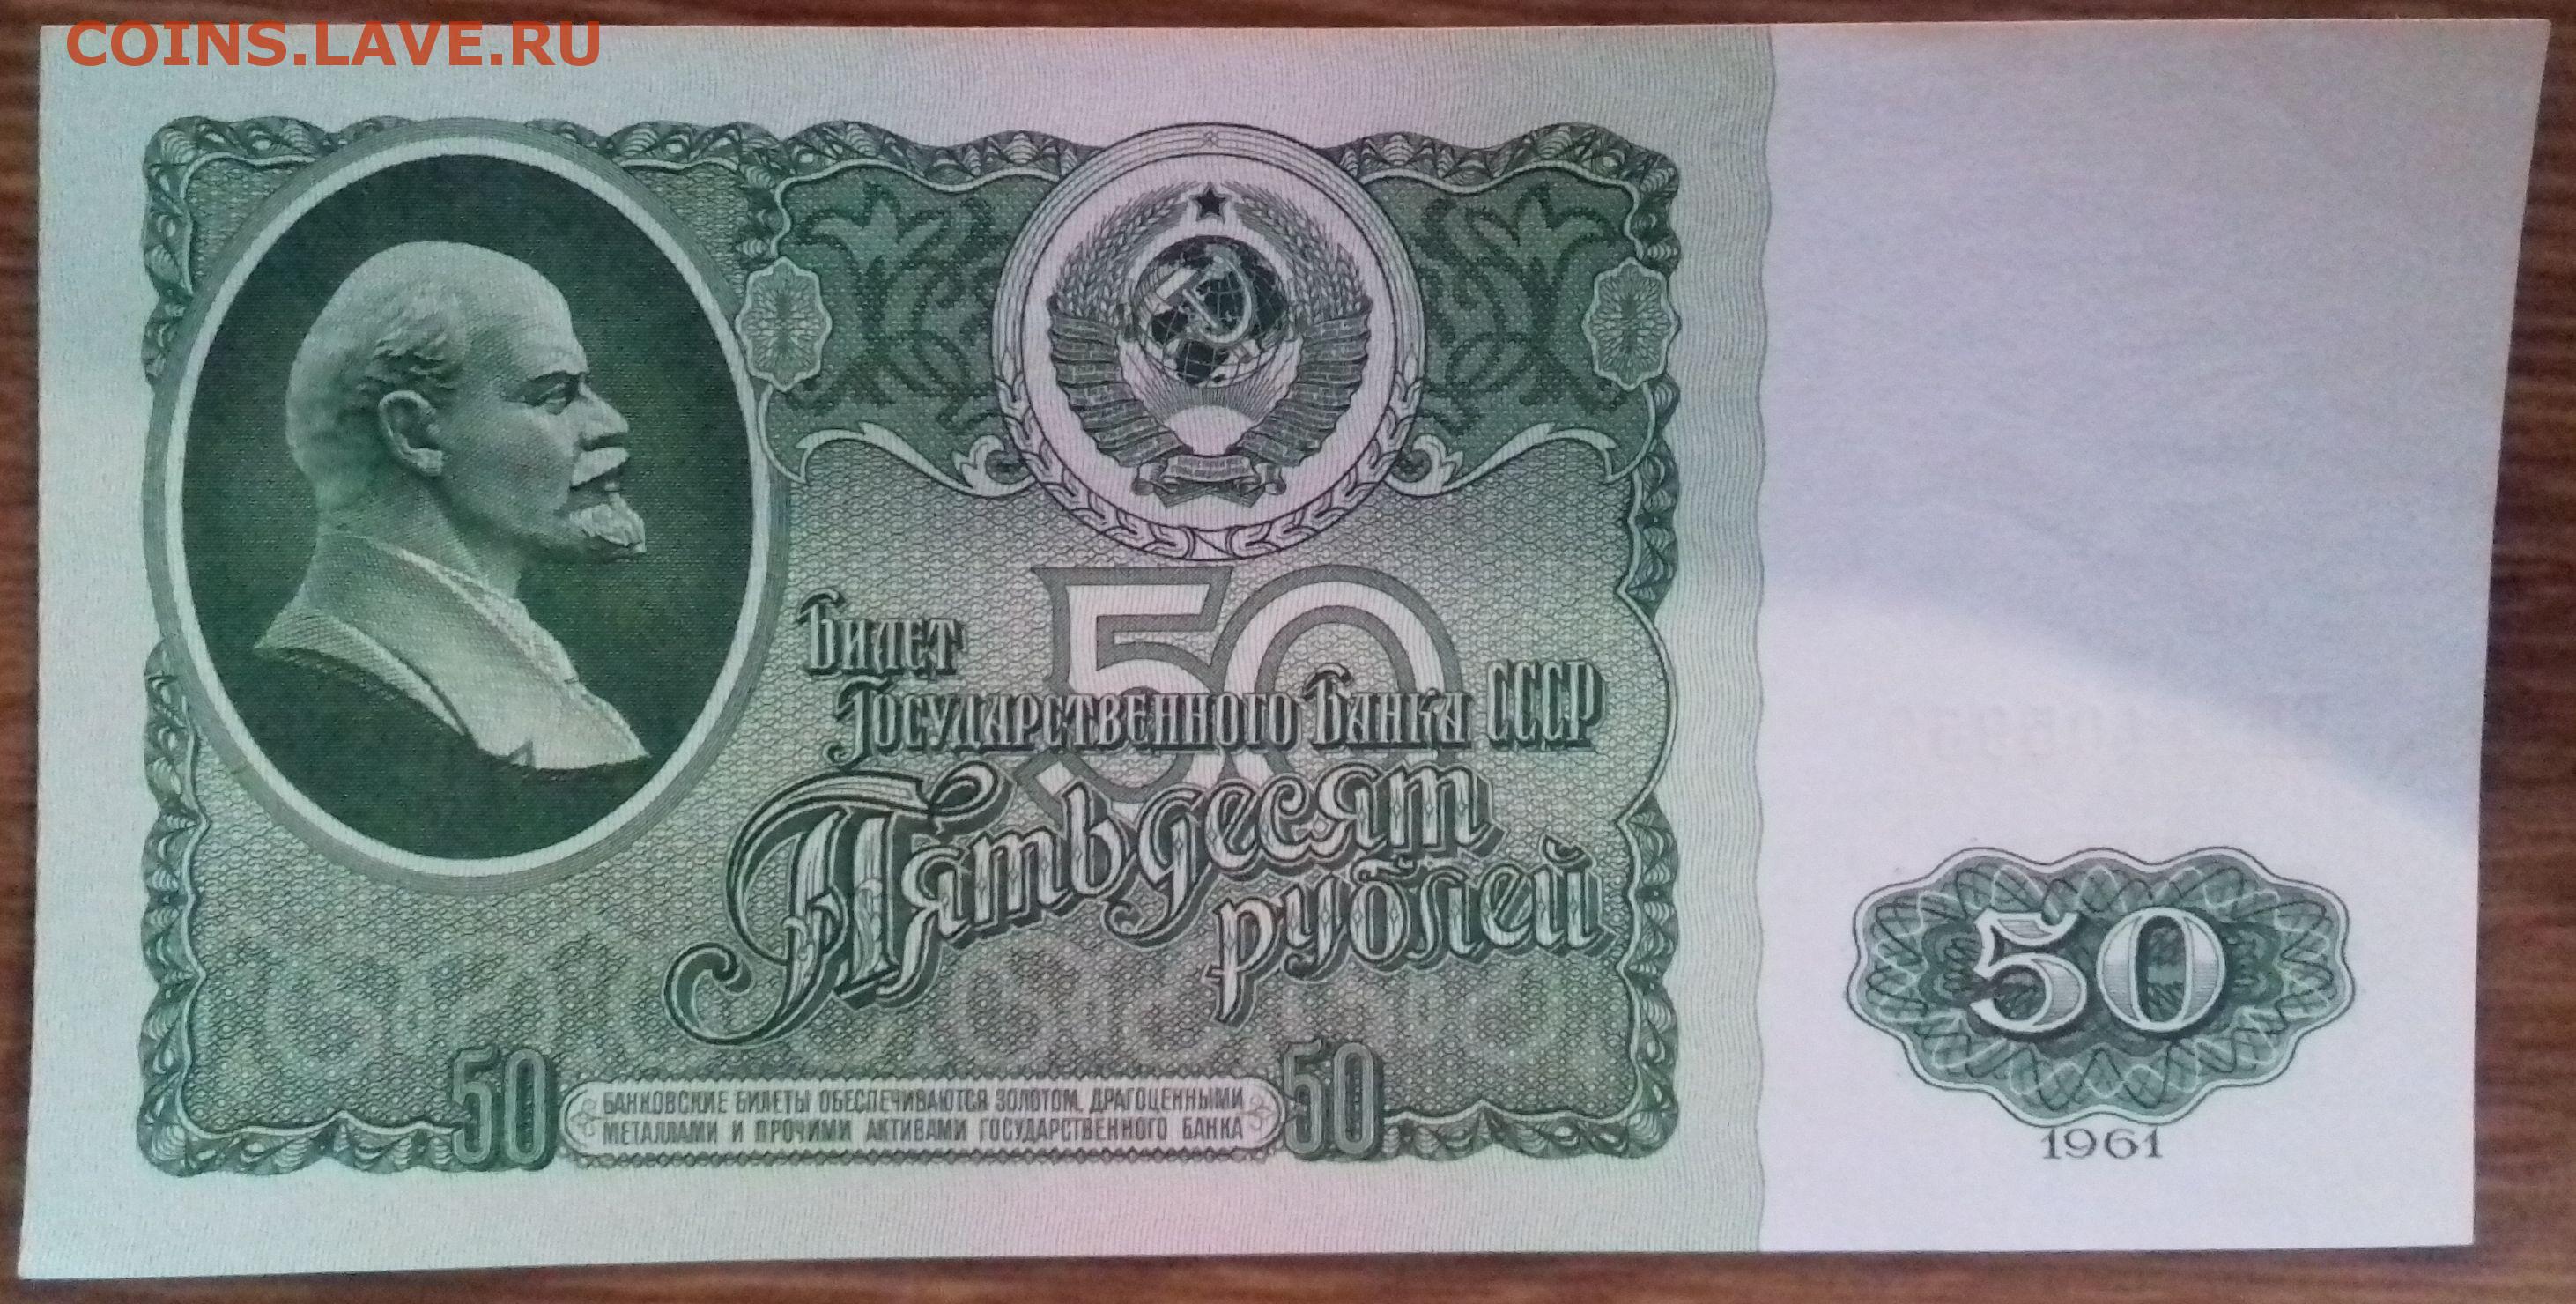 COINS.LAVE.RU
Билет
Государственного Банка СССР
50
Пятьдесят
рублей
50
БАНКОВСКИЕ БИЛЕТЫ ОБЕСПЕЧИВАЮТСЯ ЗОЛОТОМ, ДРАГОЦЕННЫМИ
МЕТАЛЛАМИ И ПРОЧИМИ АКТИВАМИ ГОСУДАРСТВЕННОГО БАНКА
50
50
1961